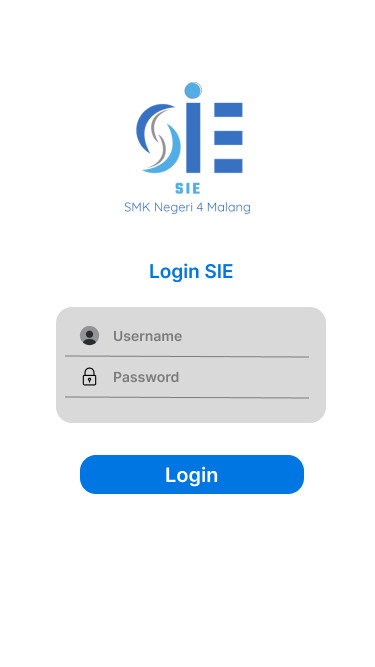 SiE
SIE
SMK Negeri 4 Malang
Login SIE
Username
Password
Login